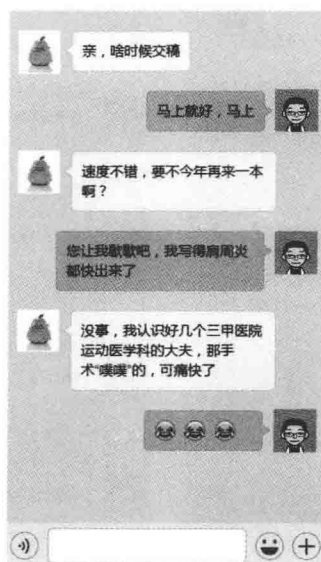 亲，啥时候交稿
马上就好，马上
速度不错，要不今年再来一本
啊？
您让我歇歇吧，我写得肩周炎
都快出来了
没事，我认识好几个三甲医院
运动医学科的大夫，那手
术“噗噗”的，可痛快了